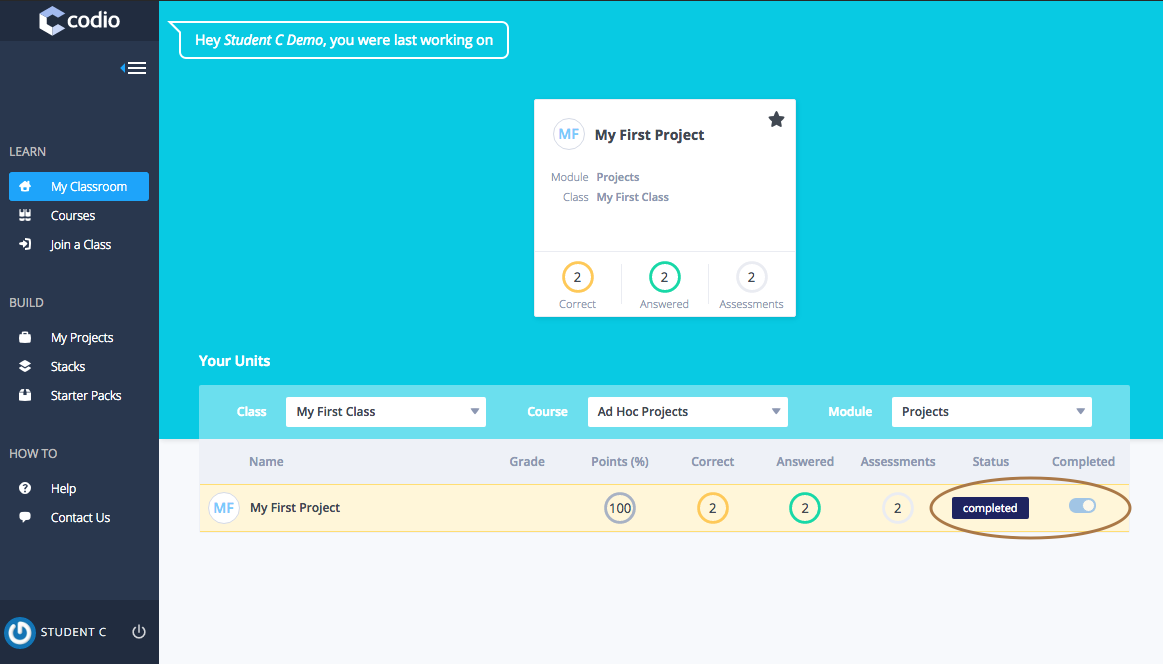 codio
Hey Student C Demo, you were last working on
LEARN
My Classroom
Courses
Join a Class
BUILD
My Projects
Stacks
Starter Packs
HOW TO
Help
Contact Us
STUDENT C
MF My First Project
Module Projects
Class My First Class
2 2 2
Correct Answered Assessments
Your Units
Class My First Class Course Ad Hoc Projects Module Projects
Name Grade Points (%) Correct Answered Assessments Status Completed
MF My First Project 100 2 2 2 completed